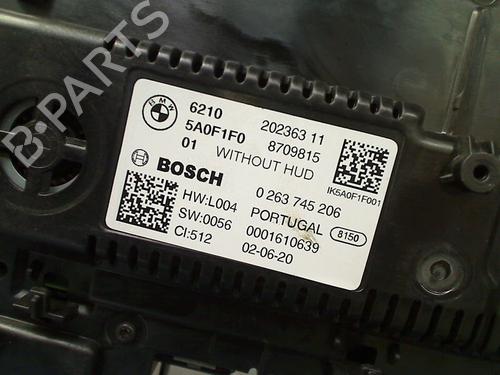 BMW
6210 202363 11
5A0F1F0 8709815
01 WITHOUT HUD
IK5A0F1F001
BOSCH 0 263 745 206
HW:L004 PORTUGAL 8150
SW:0056 0001610639
CI:512 02-06-20
B-PARTS